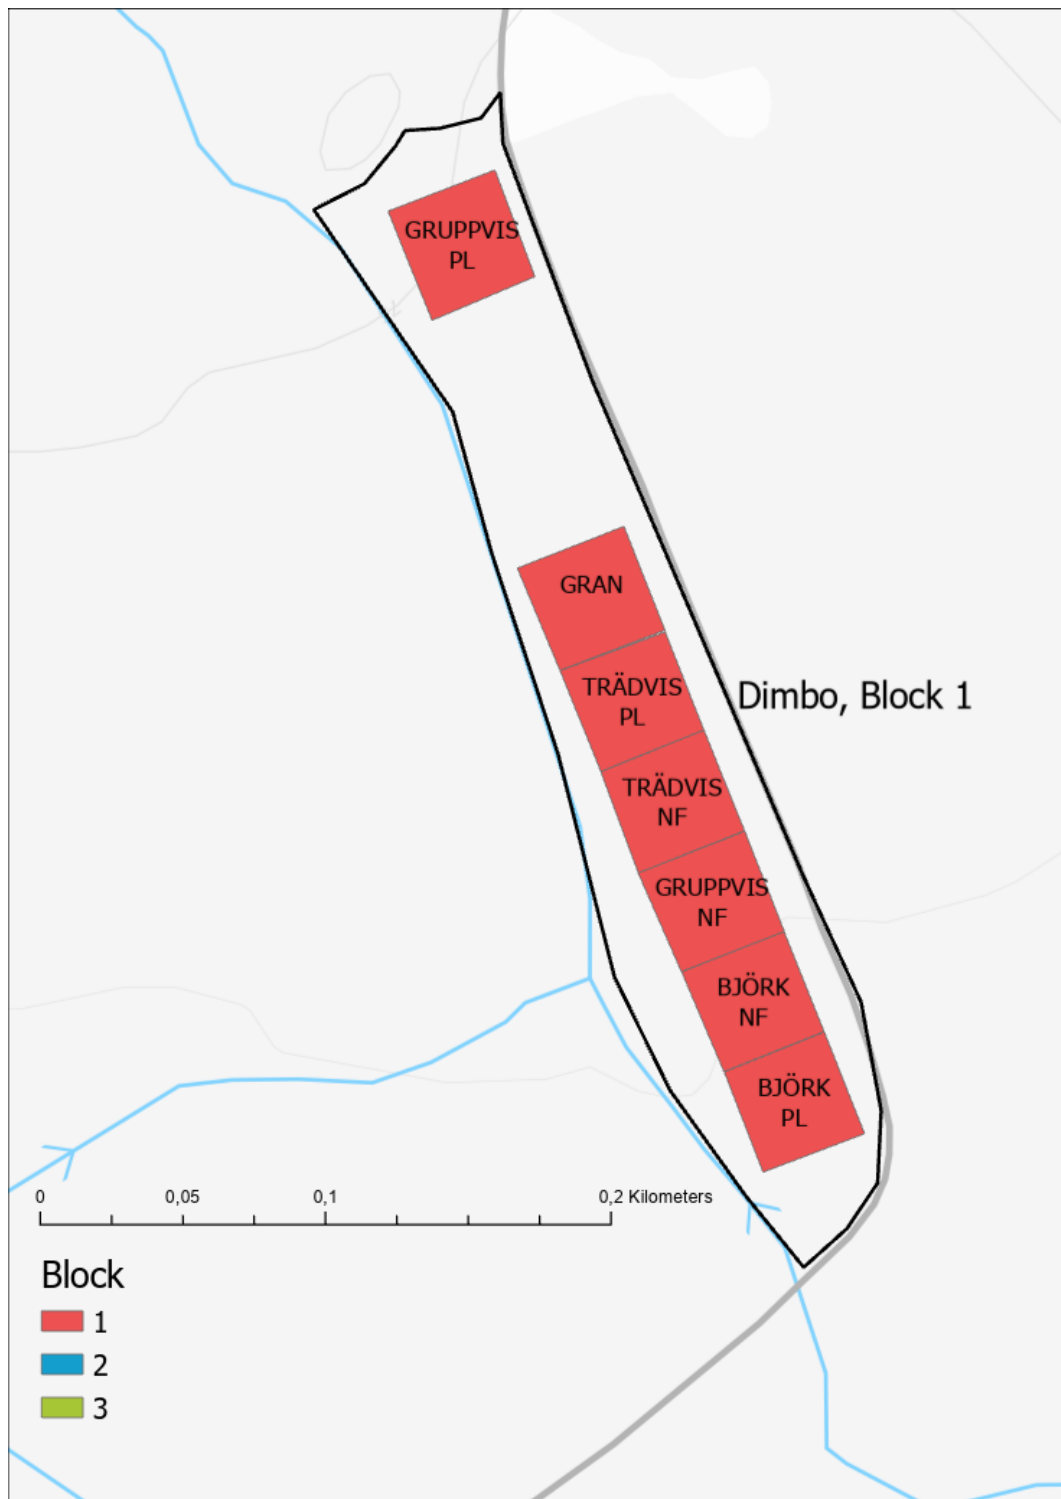 GRUPPVIS
PL
GRAN
TRÄDVIS
PL
Dimbo, Block 1
TRÄDVIS
NF
GRUPPVIS
NF
BJÖRK
NF
BJÖRK
PL
0 0,05 0,1 0,2 Kilometers
Block
1
2
3